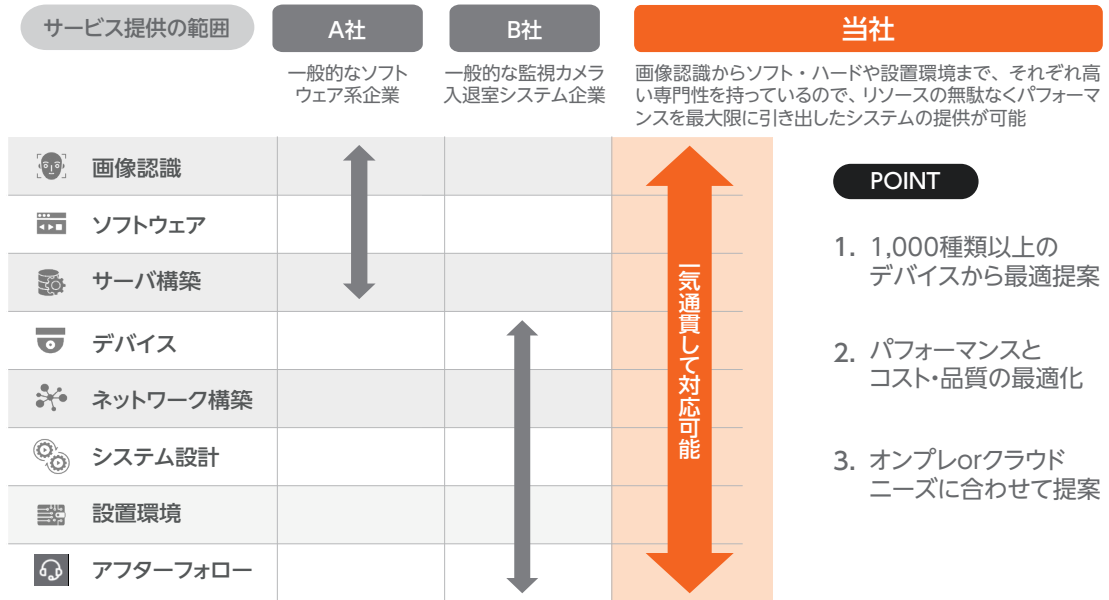 サービス提供の範囲
A社
B社
当社
一般的なソフト
ウェア系企業
一般的な監視カメラ
入退室システム企業
画像認識からソフト・ハードや設置環境まで、それぞれ高
い専門性を持っているので、リソースの無駄なくパフォーマ
ンスを最大限に引き出したシステムの提供が可能
画像認識
ソフトウェア
サーバ構築
デバイス
ネットワーク構築
システム設計
設置環境
アフターフォロー
一気通貫して対応可能
POINT
1. 1,000種類以上の
デバイスから最適提案
2. パフォーマンスと
コスト・品質の最適化
3. オンプレorクラウド
ニーズに合わせて提案